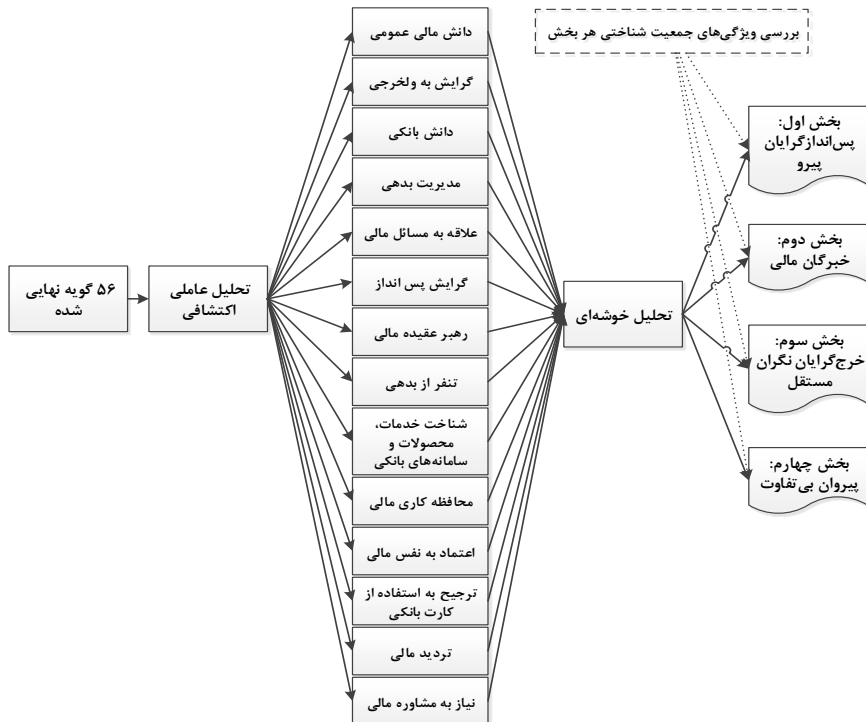 ۵۶ گویه نهایی
شده
تحلیل عاملی
اکتشافی
دانش مالی عمومی
گرایش به ولخرجی
دانش بانکی
مدیریت بدهی
علاقه به مسائل مالی
گرایش پس انداز
رهبر عقیده مالی
تنفر از بدهی
شناخت خدمات،
محصولات و
سامانه‌های بانکی
محافظه کاری مالی
اعتماد به نفس مالی
ترجیح به استفاده از
کارت بانکی
تردید مالی
نیاز به مشاوره مالی
تحلیل خوشه‌ای
بررسی ویژگی‌های جمعیت شناختی هر بخش
بخش اول:
پس‌اندازگرایان
پیرو
بخش دوم:
خبرگان مالی
بخش سوم:
خرج‌گرایان نگران
مستقل
بخش چهارم:
پیروان بی‌تفاوت